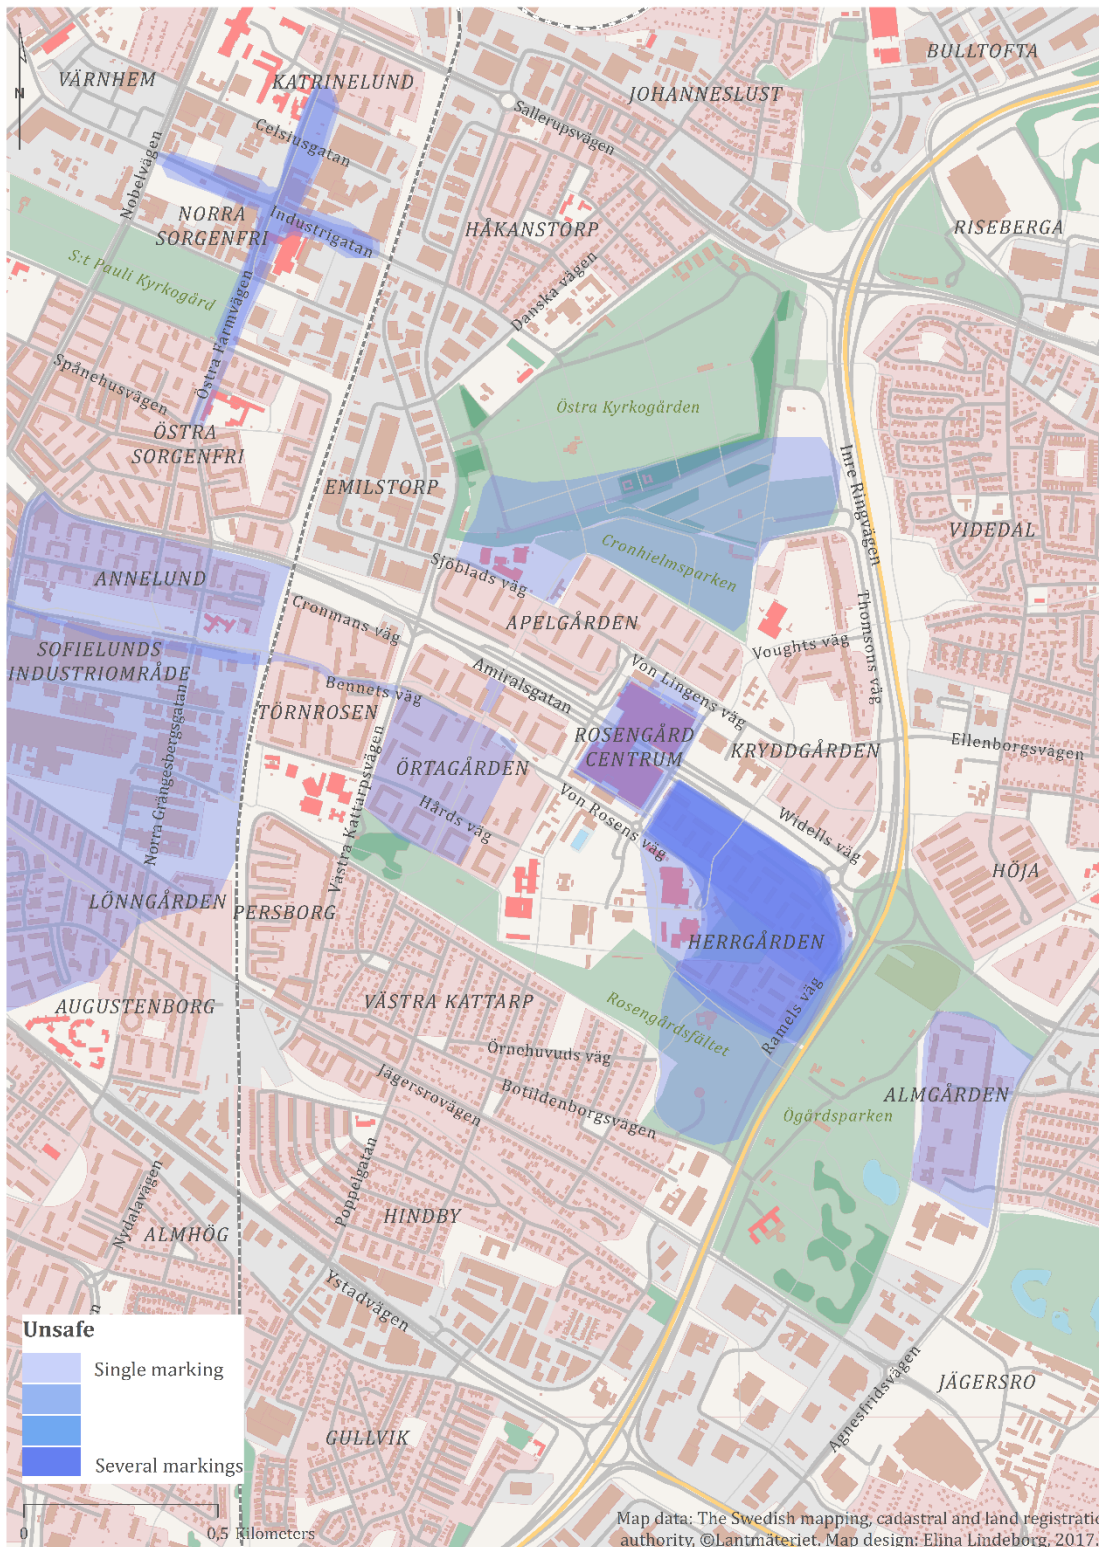 BULLTOFTA
VÄRNHEM
KATRINELUND
JOHANNESLUST
N
Sallerupsvägen
Celsiusgatan
Nobelvägen
NORRA
SORGENFRI
Industrigatan
HÅKANSTORP
RISEBERGA
S:t Pauli Kyrkogård
Danska vägen
Östra Farmvägen
Spånehusvägen
Östra Kyrkogården
ÖSTRA
SORGENFRI
EMILSTORP
Inre Ringvägen
VIDEDAL
Cronhielmsparken
Sjöblads väg
ANNELUND
Cronmans väg
APELGÅRDEN
Thomsons väg
SOFIELUNDS
INDUSTRIOMRÅDE
Voughts väg
Von Lingens väg
Amiralsgatan
Bennets väg
TÖRNROSEN
ROSENGÅRD
CENTRUM
KRYDDGÅRDEN
Ellenborgsvägen
Norra Grängesbergsgatan
ÖRTAGÅRDEN
Västra Kattarpsvägen
Hårds väg
Von Rosens väg
Widells väg
HÖJA
LÖNNGÅRDEN
PERSBORG
HERRGÅRDEN
AUGUSTENBORG
VÄSTRA KATTARP
Rosengårdsfältet
Ramels väg
Örnehuvuds väg
Jägersrovägen
Botildenborgsvägen
ALMGÅRDEN
Ögårdsparken
Nydalavägen
Poppelgatan
HINDBY
ALMHÖG
Ystadvägen
Unsafe
Single marking
Several markings
JÄGERSRO
Agnesfridsvägen
GULLVIK
0 0,5 Kilometers
Map data: The Swedish mapping, cadastral and land registratio
authority, ©Lantmäteriet. Map design: Elina Lindeborg, 2017.